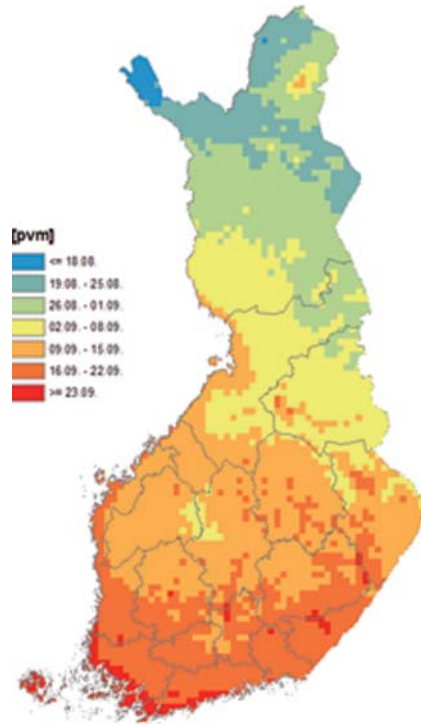 [pvm]
<= 18.08.
19.08. - 25.08.
26.08. - 01.09.
02.09. - 08.09.
09.09. - 15.09.
16.09. - 22.09.
>= 23.09.